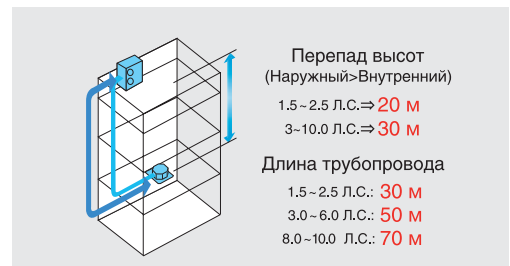 Перепад высот
(Наружный>Внутренний)
1.5~2.5 Л.С.⇒20 м
3~10.0 Л.С.⇒30 м
Длина трубопровода
1.5~2.5 Л.С.: 30 м
3.0~6.0 Л.С.: 50 м
8.0~10.0 Л.С.: 70 м